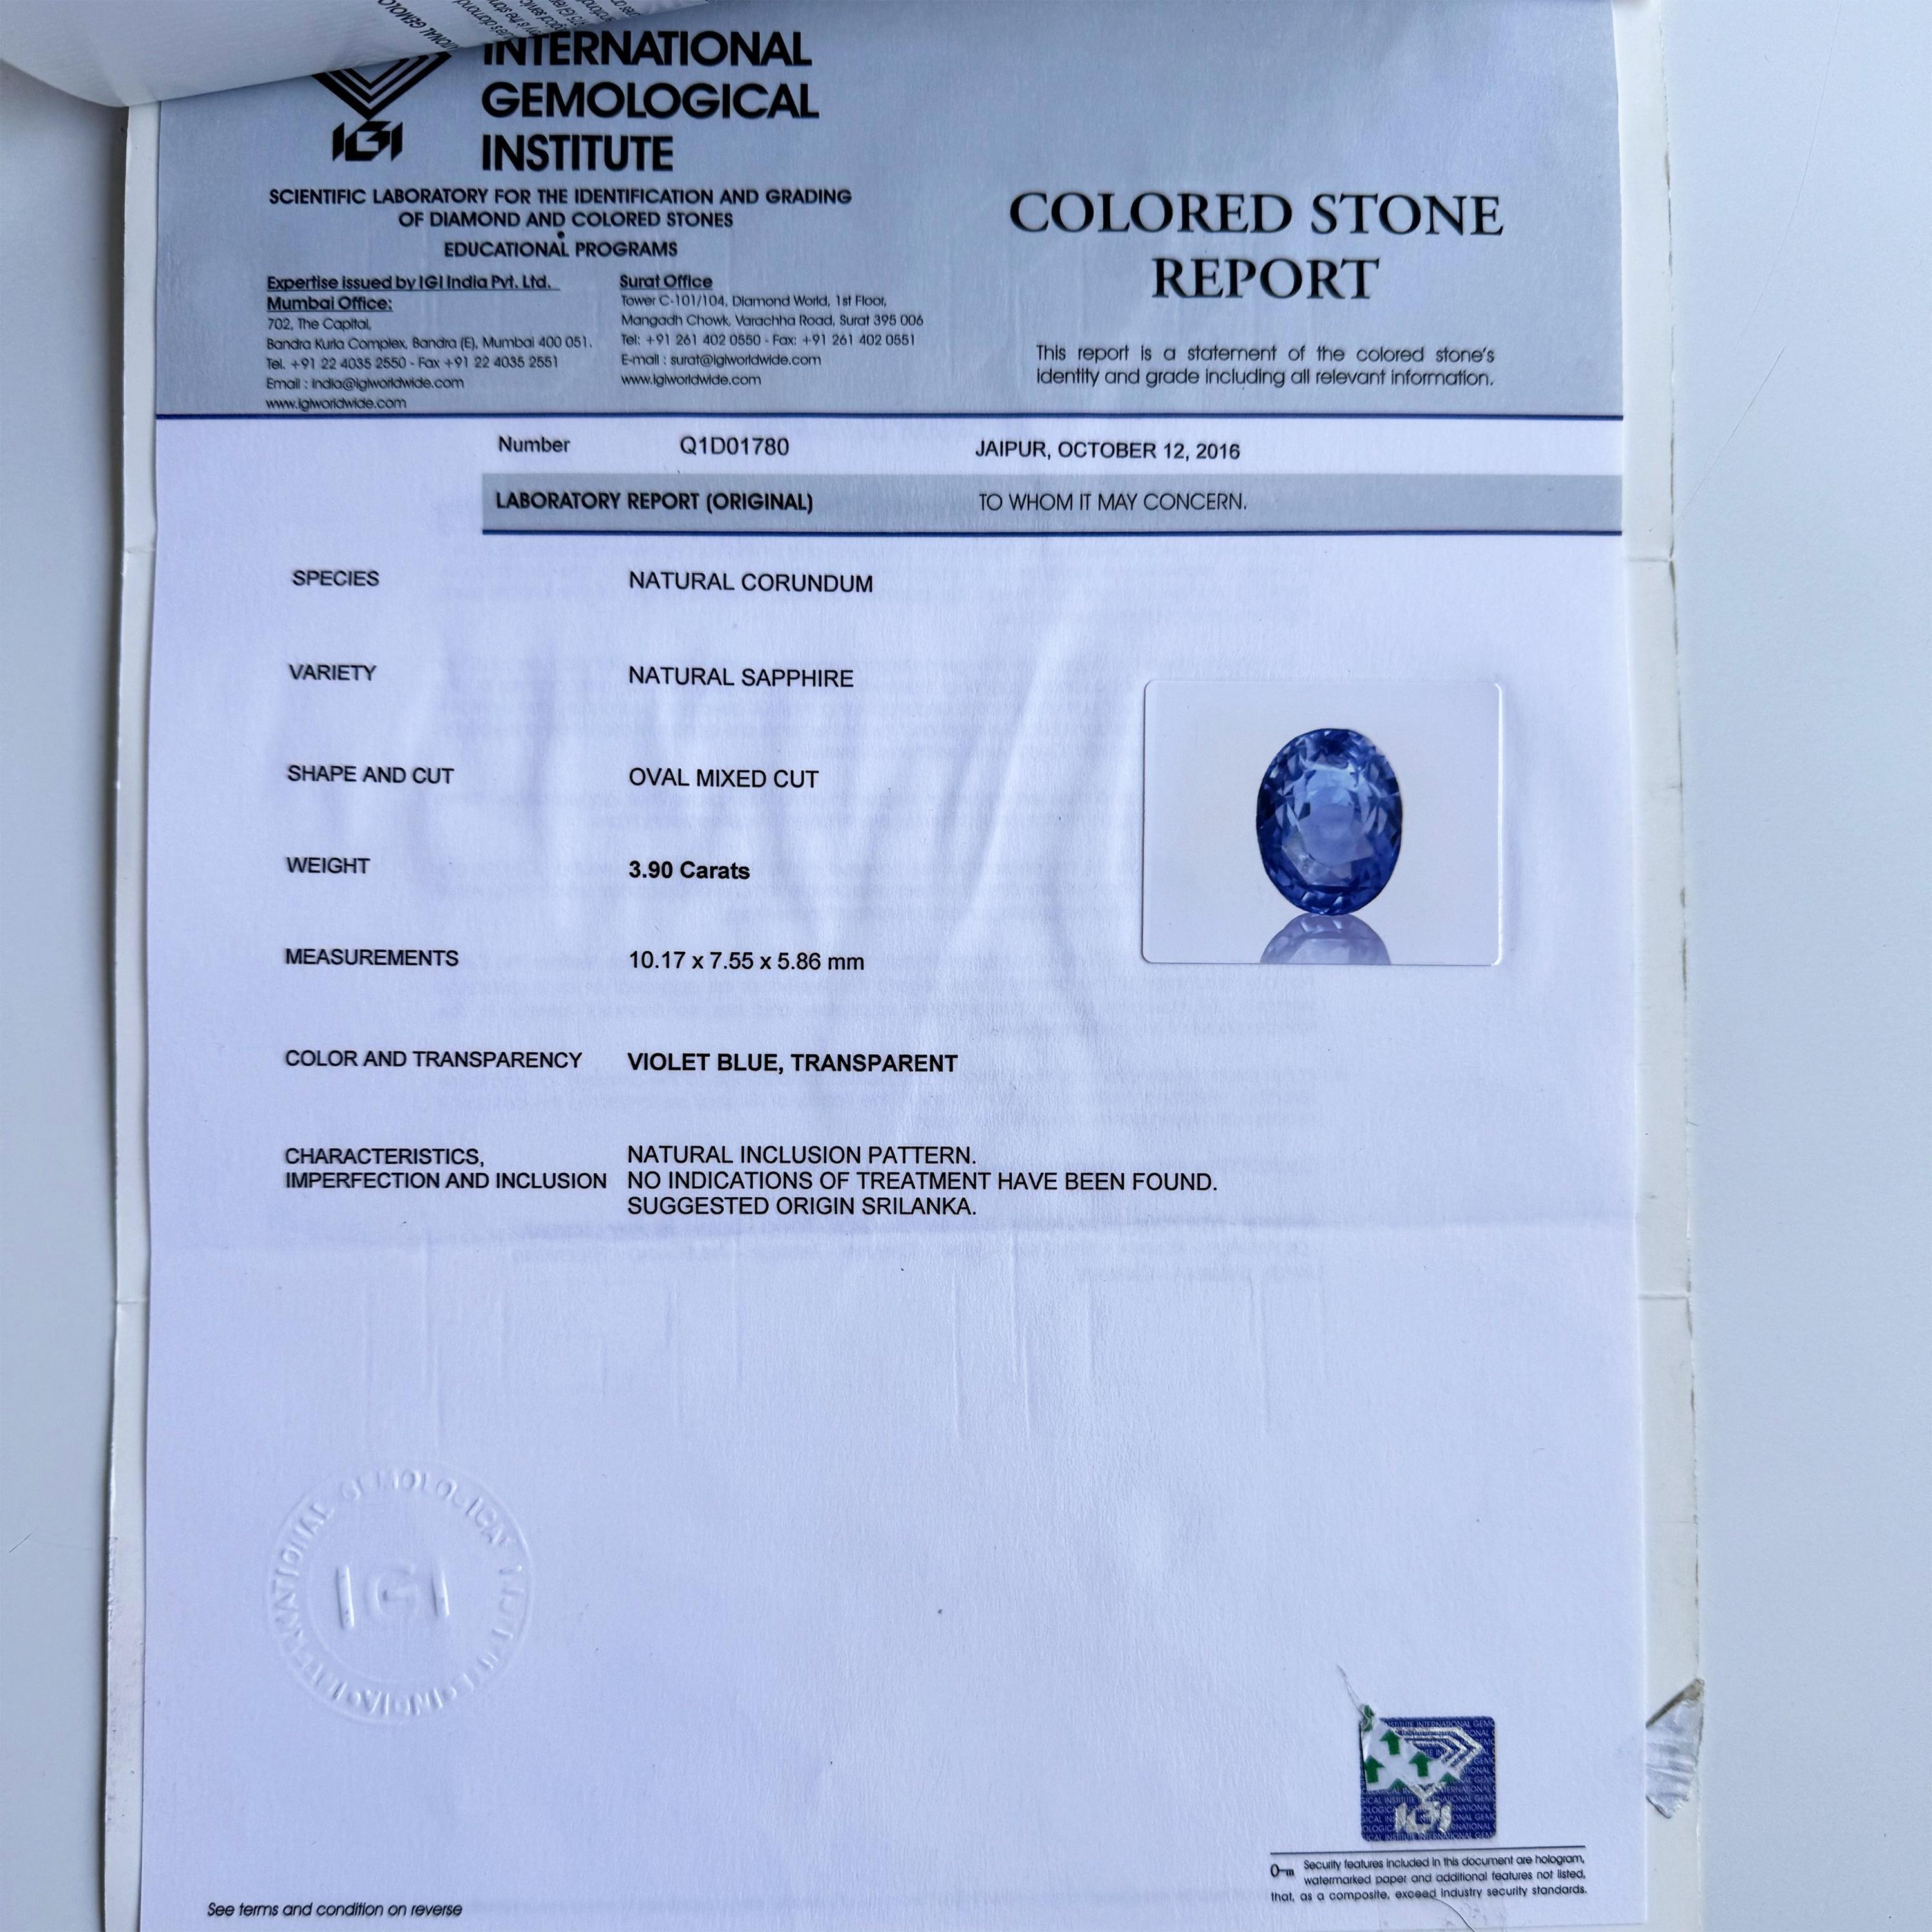 INTERNATIONAL
GEMOLOGICAL
INSTITUTE
IGI
SCIENTIFIC LABORATORY FOR THE IDENTIFICATION AND GRADING
OF DIAMOND AND COLORED STONES
EDUCATIONAL PROGRAMS
Expertise issued by IGI India Pvt. Ltd.
Mumbai Office:
702, The Capital,
Bandra Kurla Complex, Bandra (E), Mumbai 400 051.
Tel. +91 22 4035 2550 - Fax +91 22 4035 2551
Email : india@igiworldwide.com
www.igiworldwide.com
Surat Office
Tower C-101/104, Diamond World, 1st Floor,
Mangadh Chowk, Varachha Road, Surat 395 006
Tel: +91 261 402 0550 - Fax: +91 261 402 0551
E-mail : surat@igiworldwide.com
www.igiworldwide.com
COLORED STONE
REPORT
This report is a statement of the colored stone's
identity and grade including all relevant information.
Number Q1D01780 JAIPUR, OCTOBER 12, 2016
LABORATORY REPORT (ORIGINAL) TO WHOM IT MAY CONCERN.
SPECIES NATURAL CORUNDUM
VARIETY NATURAL SAPPHIRE
SHAPE AND CUT OVAL MIXED CUT
WEIGHT 3.90 Carats
MEASUREMENTS 10.17 x 7.55 x 5.86 mm
COLOR AND TRANSPARENCY VIOLET BLUE, TRANSPARENT
CHARACTERISTICS, NATURAL INCLUSION PATTERN.
IMPERFECTION AND INCLUSION NO INDICATIONS OF TREATMENT HAVE BEEN FOUND.
SUGGESTED ORIGIN SRILANKA.
INTERNATIONAL GEMOLOGICAL
IGI
IGI
Security features included in this document are hologram,
watermarked paper and additional features not listed,
that, as a composite, exceed industry security standards.
See terms and condition on reverse